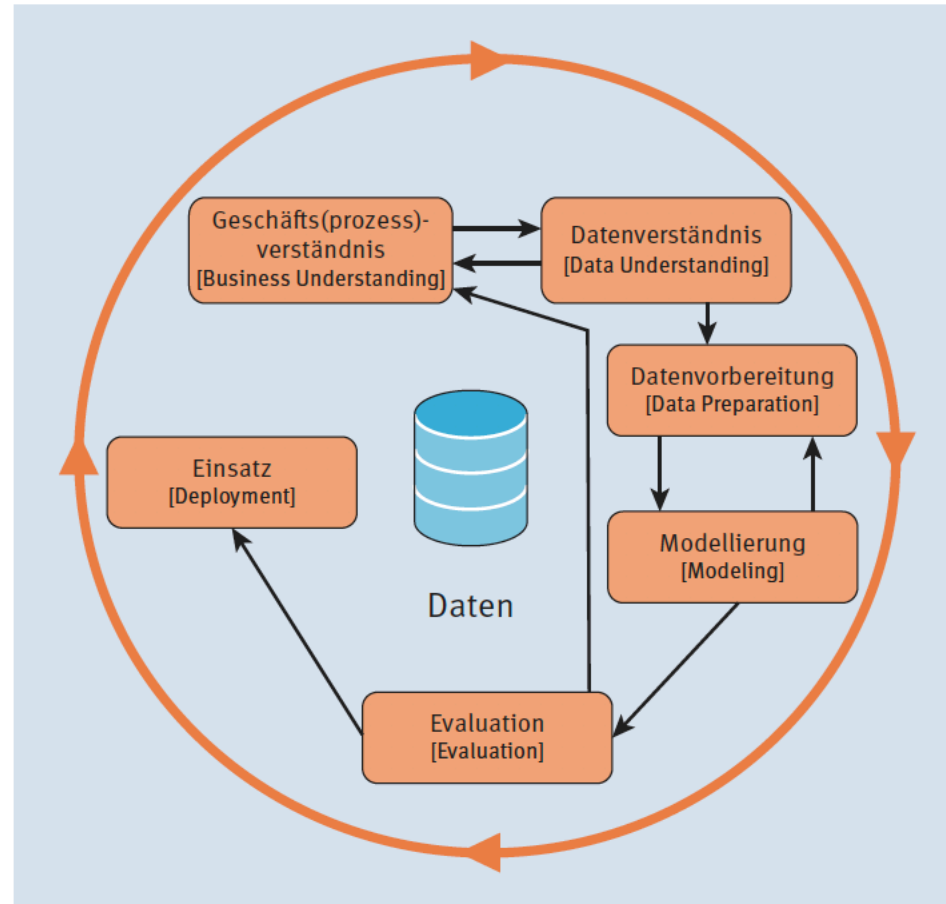 Geschäfts(prozess)-
verständnis
[Business Understanding]
Datenverständnis
[Data Understanding]
Datenvorbereitung
[Data Preparation]
Einsatz
[Deployment]
Modellierung
[Modeling]
Daten
Evaluation
[Evaluation]